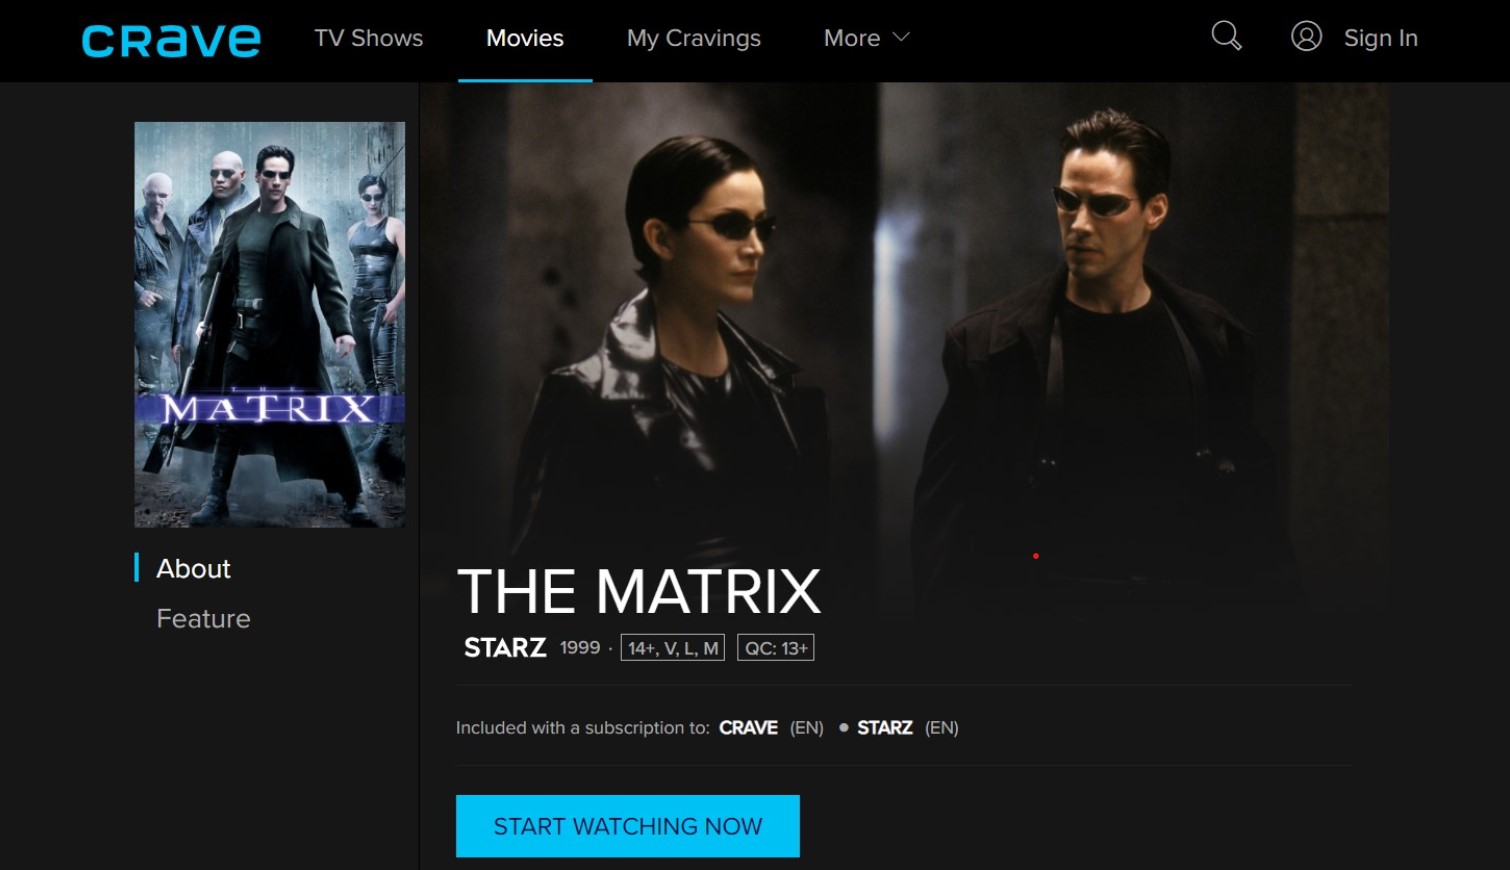 CRAVE
TV Shows
Movies
My Cravings
More
Sign In
THE
MATRIX
About
Feature
THE MATRIX
STARZ 1999 · 14+, V, L, M QC: 13+
Included with a subscription to: CRAVE (EN) • STARZ (EN)
START WATCHING NOW